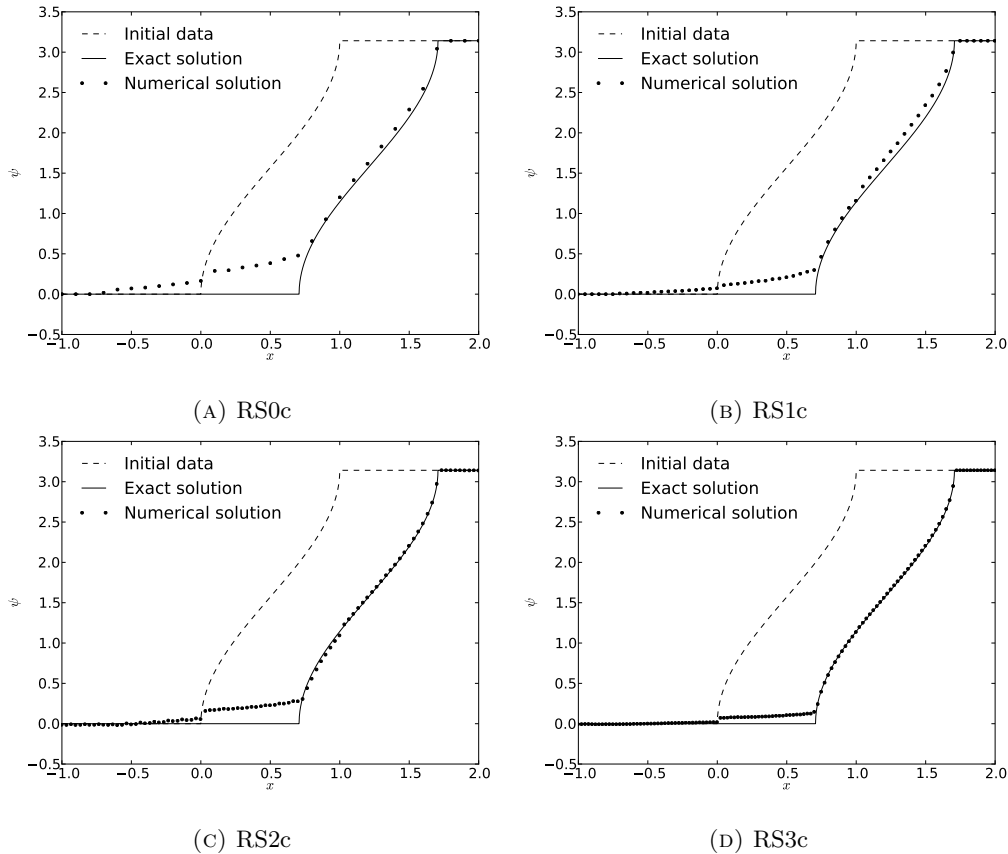 3.5
3.0
2.5
2.0
1.5
1.0
0.5
0.0
−0.5
ψ
Initial data
Exact solution
Numerical solution
−1.0 −0.5 0.0 0.5 1.0 1.5 2.0
x
(A) RS0c
3.5
3.0
2.5
2.0
1.5
1.0
0.5
0.0
−0.5
ψ
Initial data
Exact solution
Numerical solution
−1.0 −0.5 0.0 0.5 1.0 1.5 2.0
x
(B) RS1c
3.5
3.0
2.5
2.0
1.5
1.0
0.5
0.0
−0.5
ψ
Initial data
Exact solution
Numerical solution
−1.0 −0.5 0.0 0.5 1.0 1.5 2.0
x
(C) RS2c
3.5
3.0
2.5
2.0
1.5
1.0
0.5
0.0
−0.5
ψ
Initial data
Exact solution
Numerical solution
−1.0 −0.5 0.0 0.5 1.0 1.5 2.0
x
(D) RS3c